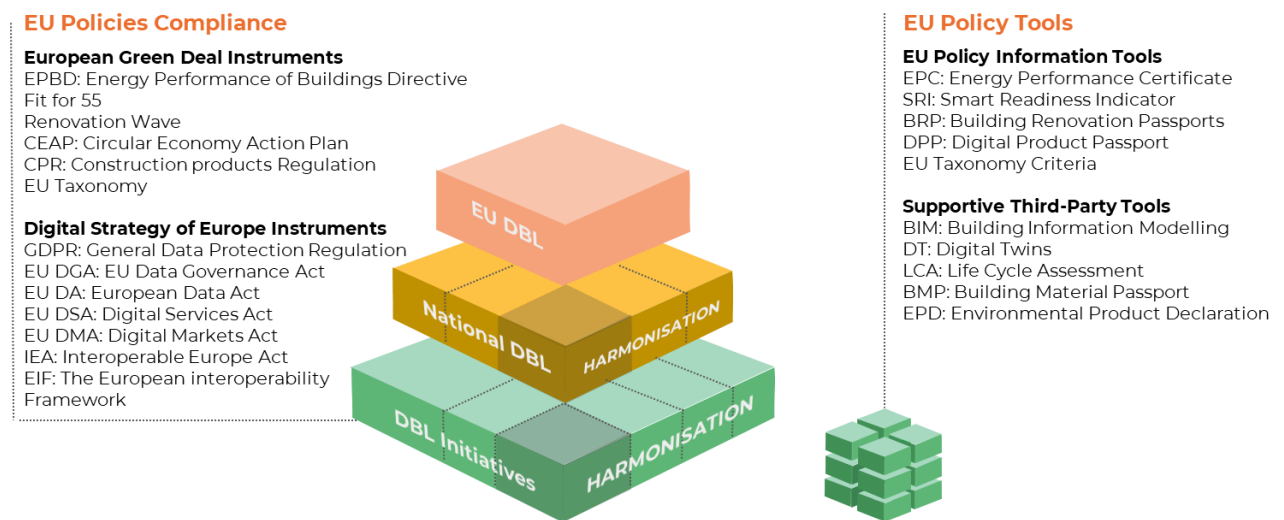 EU Policies Compliance
European Green Deal Instruments
EPBD: Energy Performance of Buildings Directive
Fit for 55
Renovation Wave
CEAP: Circular Economy Action Plan
CPR: Construction products Regulation
EU Taxonomy
Digital Strategy of Europe Instruments
GDPR: General Data Protection Regulation
EU DGA: EU Data Governance Act
EU DA: European Data Act
EU DSA: Digital Services Act
EU DMA: Digital Markets Act
IEA: Interoperable Europe Act
EIF: The European interoperability
Framework
EU DBL
National DBL
HARMONISATION
DBL Initiatives
HARMONISATION
EU Policy Tools
EU Policy Information Tools
EPC: Energy Performance Certificate
SRI: Smart Readiness Indicator
BRP: Building Renovation Passports
DPP: Digital Product Passport
EU Taxonomy Criteria
Supportive Third-Party Tools
BIM: Building Information Modelling
DT: Digital Twins
LCA: Life Cycle Assessment
BMP: Building Material Passport
EPD: Environmental Product Declaration